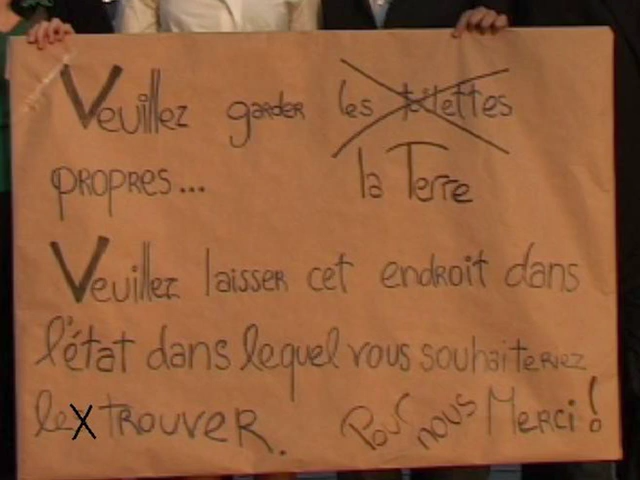 Veuillez garder les toilettes
propres... la Terre
Veuillez laisser cet endroit dans
l'état dans lequel vous souhaiteriez
le X trouver. Pour nous Merci!